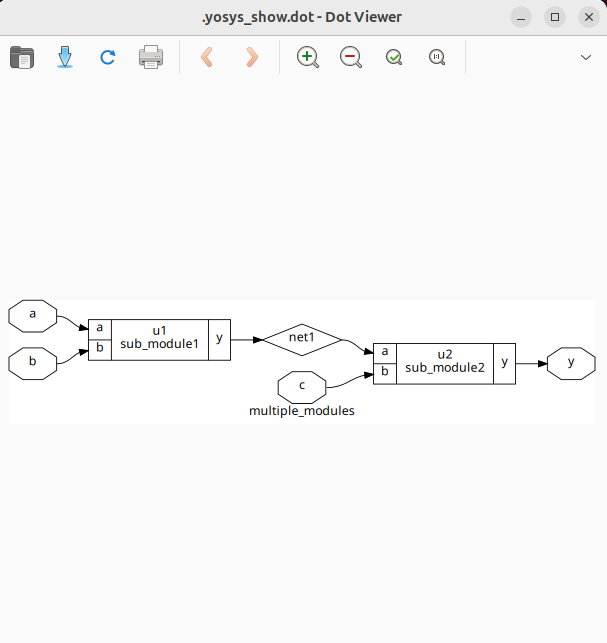 .yosys_show.dot - Dot Viewer
a
b
a
b
u1
sub_module1
y
net1
c
a
b
u2
sub_module2
y
y
multiple_modules